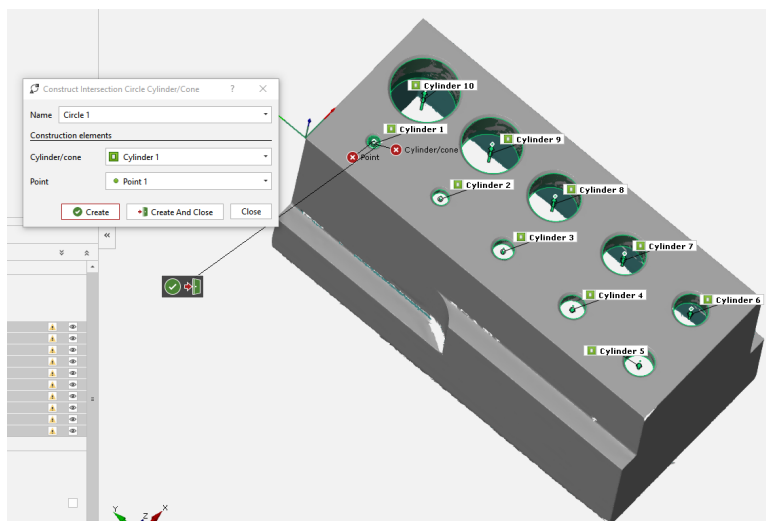 Construct Intersection Circle Cylinder/Cone
?
Name
Circle 1
Construction elements
Cylinder/cone
Cylinder 1
Point
Point 1
Create
Create And Close
Close
Cylinder 10
Cylinder 1
Cylinder/cone
Point
Cylinder 9
Cylinder 2
Cylinder 8
Cylinder 3
Cylinder 7
Cylinder 4
Cylinder 6
Cylinder 5
Y
Z
X